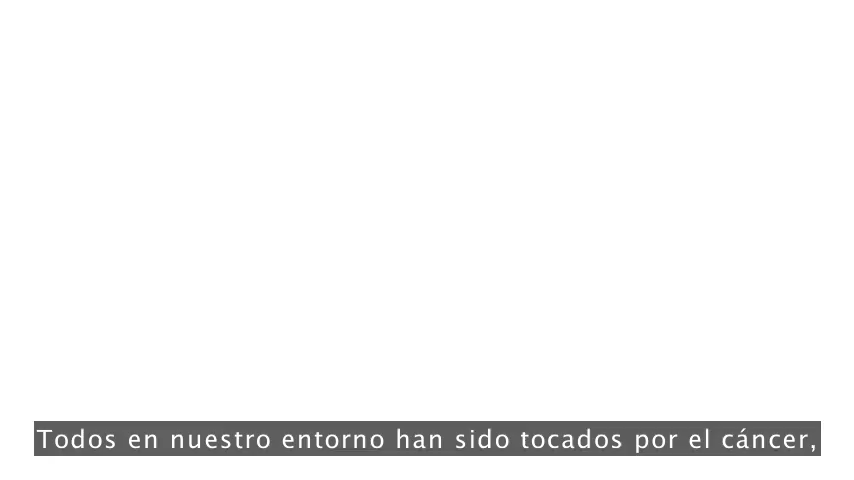 Todos en nuestro entorno han sido tocados por el cáncer,